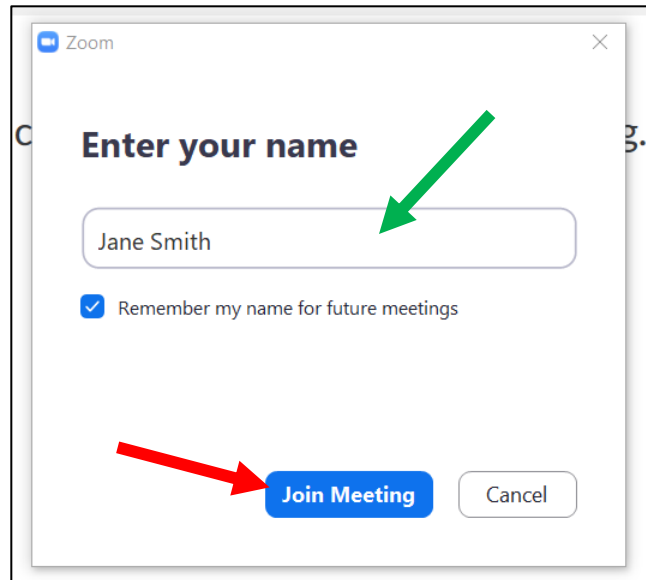 Zoom
Enter your name
Jane Smith
Remember my name for future meetings
Join Meeting
Cancel